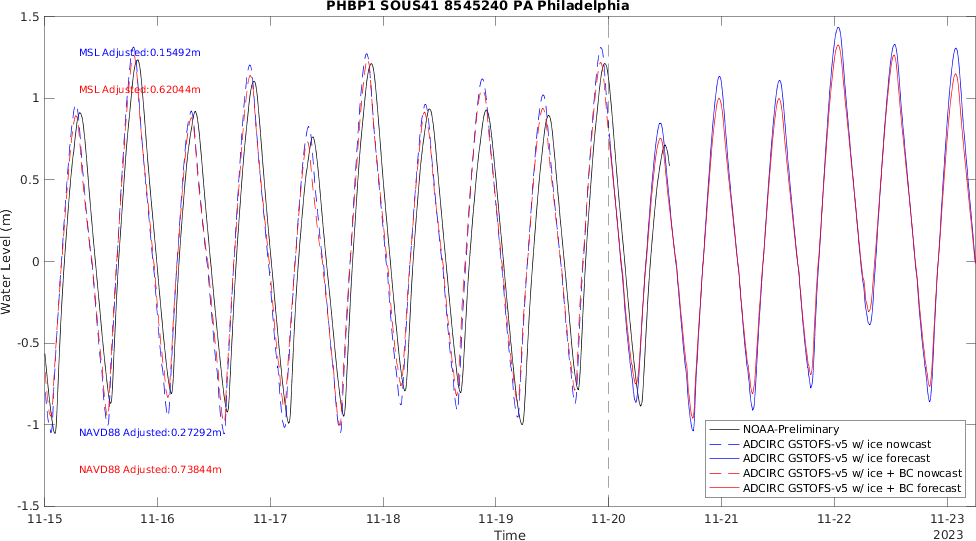 PHBP1 SOUS41 8545240 PA Philadelphia
1.5
1
0.5
0
-0.5
-1
-1.5
Water Level (m)
MSL Adjusted:0.15492m
MSL Adjusted:0.62044m
NAVD88 Adjusted:0.27292m
NAVD88 Adjusted:0.73844m
NOAA-Preliminary
ADCIRC GSTOFS-v5 w/ ice nowcast
ADCIRC GSTOFS-v5 w/ ice forecast
ADCIRC GSTOFS-v5 w/ ice + BC nowcast
ADCIRC GSTOFS-v5 w/ ice + BC forecast
11-15 11-16 11-17 11-18 11-19 11-20 11-21 11-22 11-23
2023
Time